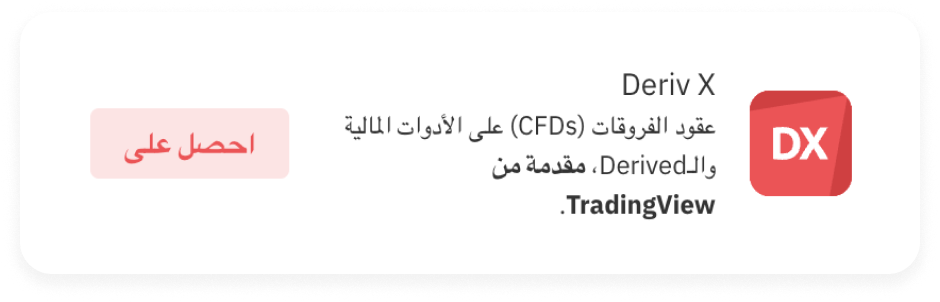 DX
Deriv X
عقود الفروقات (CFDs) على الأدوات المالية
والـDerived، مقدمة من
TradingView.
احصل على